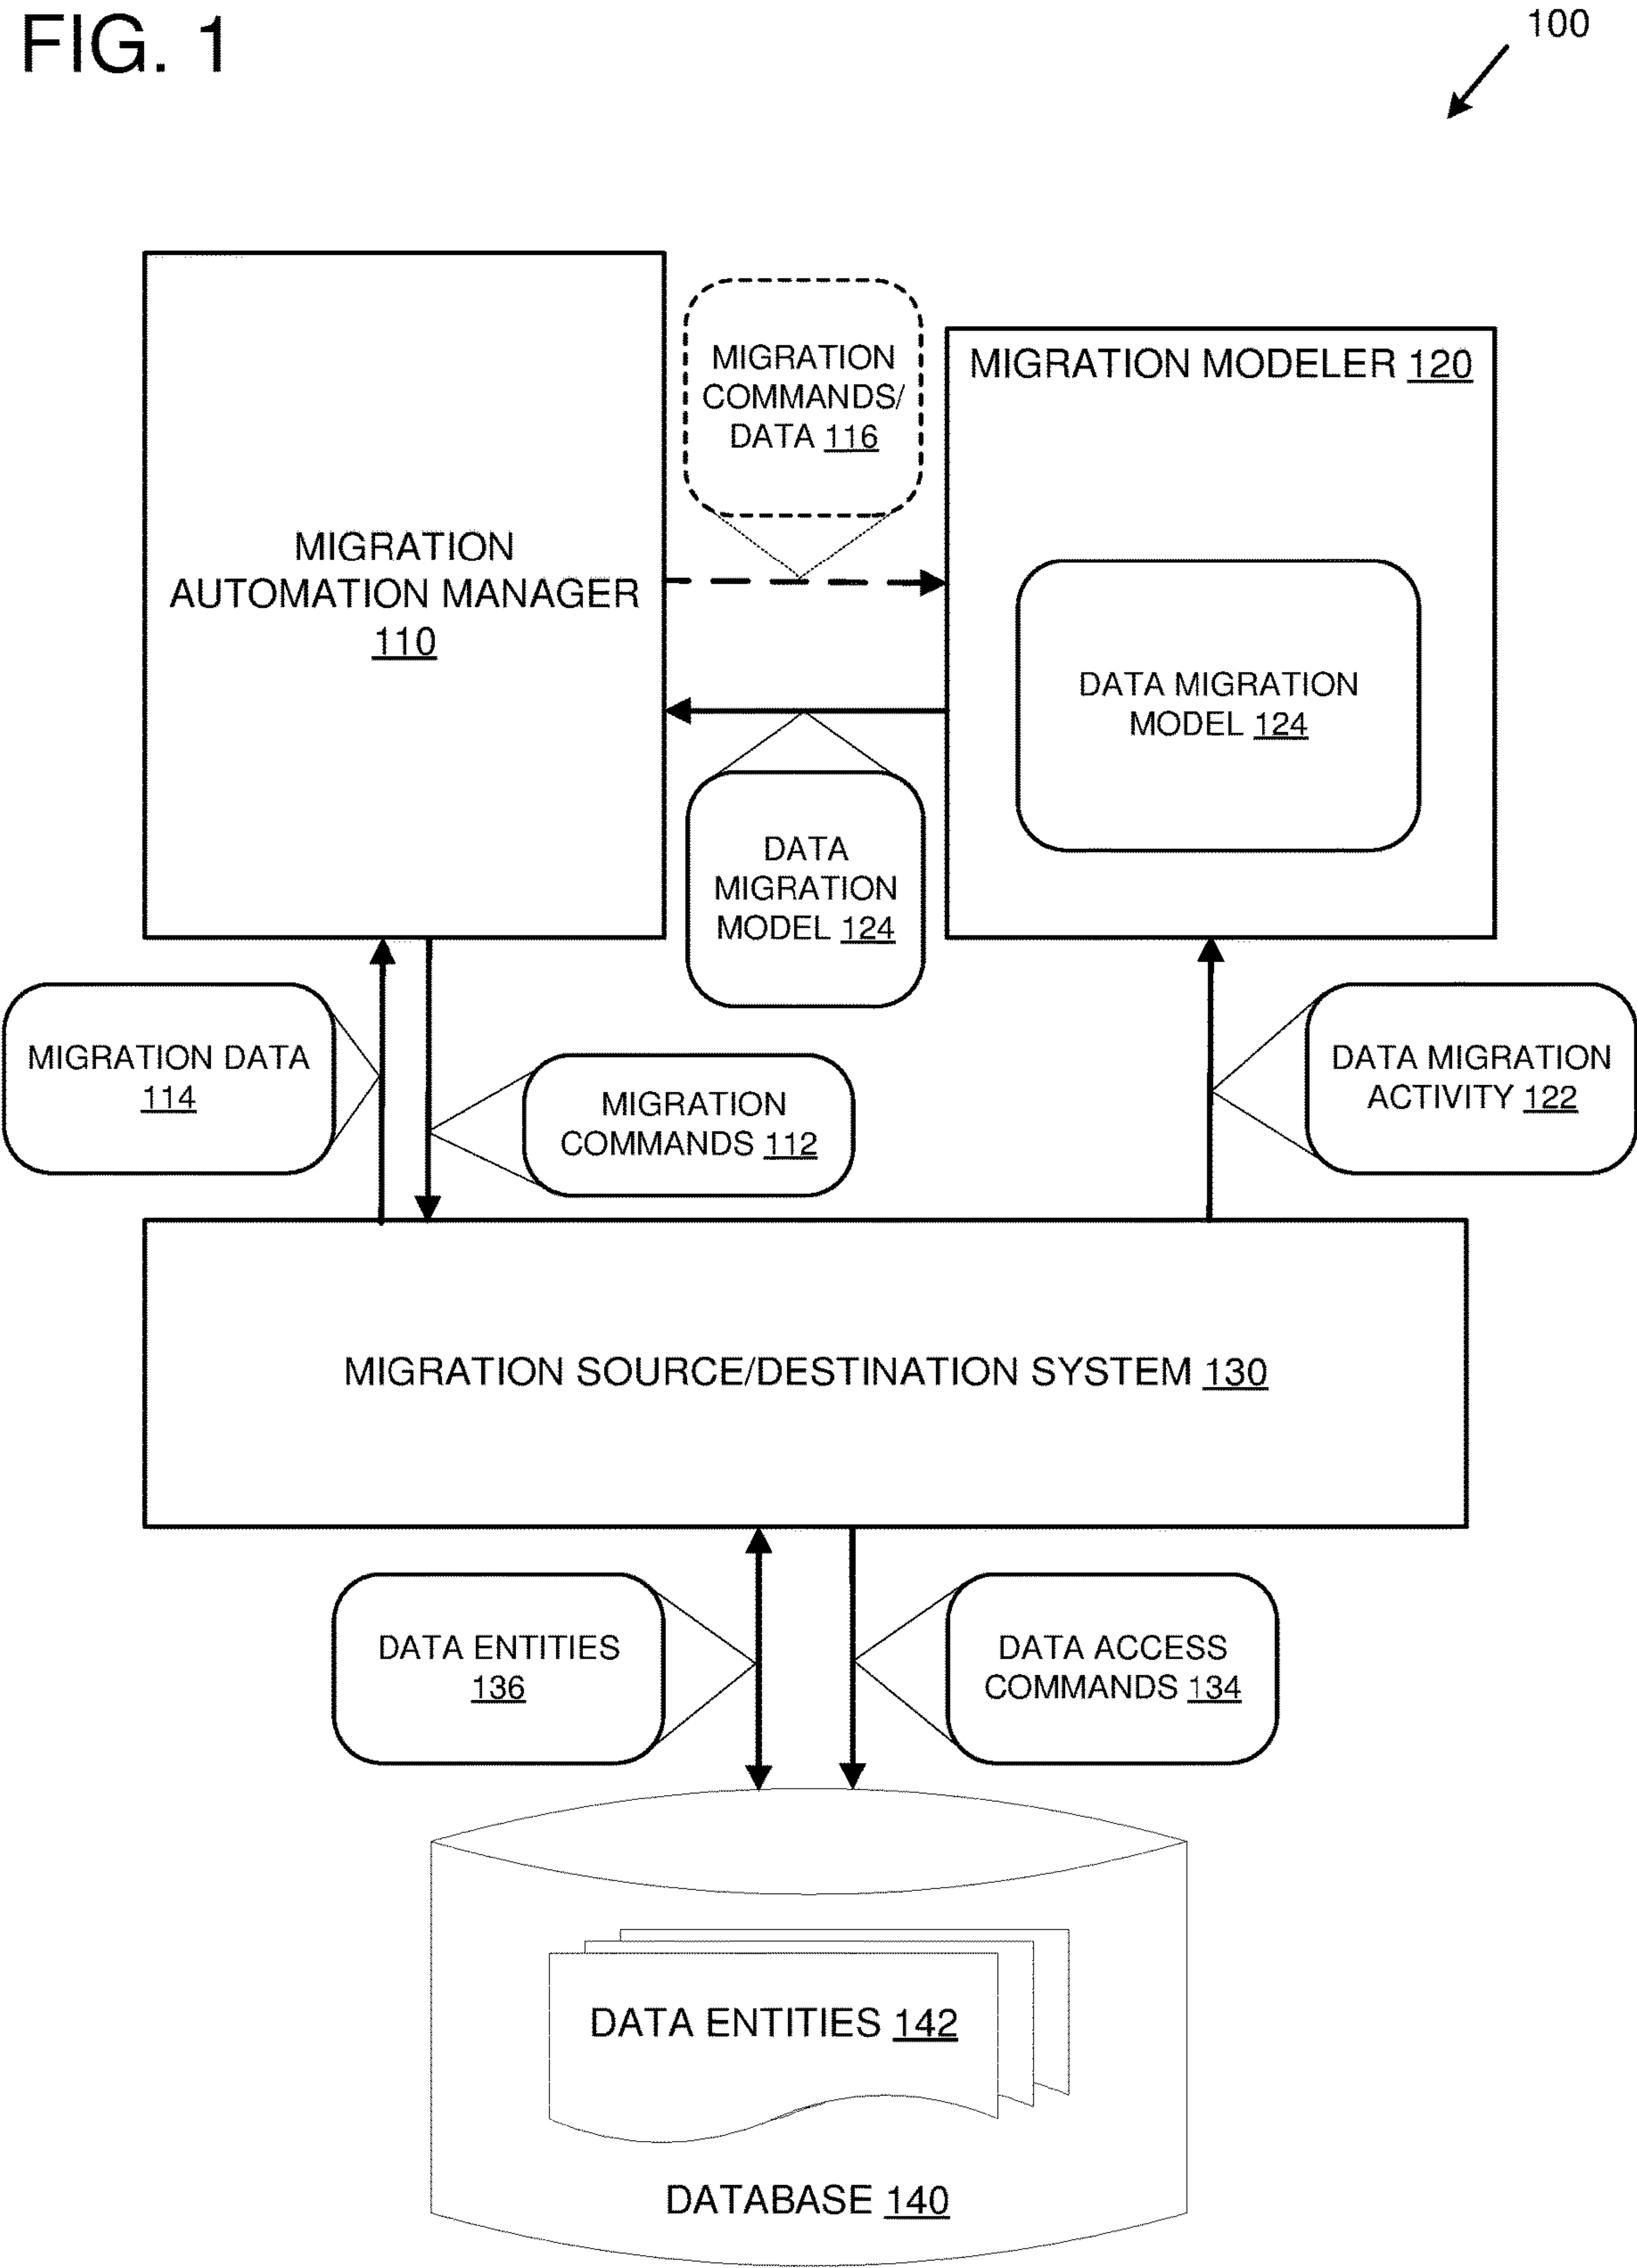 FIG. 1
100
MIGRATION
COMMANDS/
DATA 116
MIGRATION MODELER 120
MIGRATION
AUTOMATION MANAGER
110
DATA MIGRATION
MODEL 124
DATA
MIGRATION
MODEL 124
MIGRATION DATA
114
MIGRATION
COMMANDS 112
DATA MIGRATION
ACTIVITY 122
MIGRATION SOURCE/DESTINATION SYSTEM 130
DATA ENTITIES
136
DATA ACCESS
COMMANDS 134
DATA ENTITIES 142
DATABASE 140